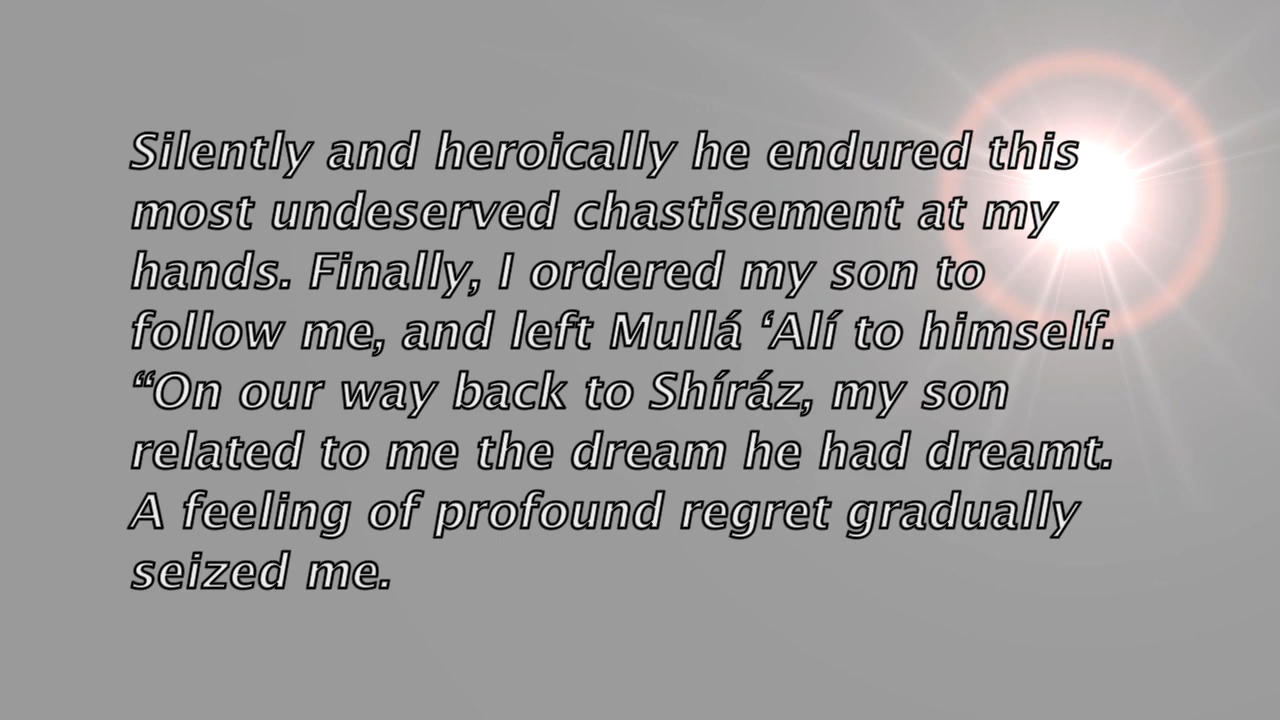 Silently and heroically he endured this
most undeserved chastisement at my
hands. Finally, I ordered my son to
follow me, and left Mullá ‘Alí to himself.
“On our way back to Shíráz, my son
related to me the dream he had dreamt.
A feeling of profound regret gradually
seized me.